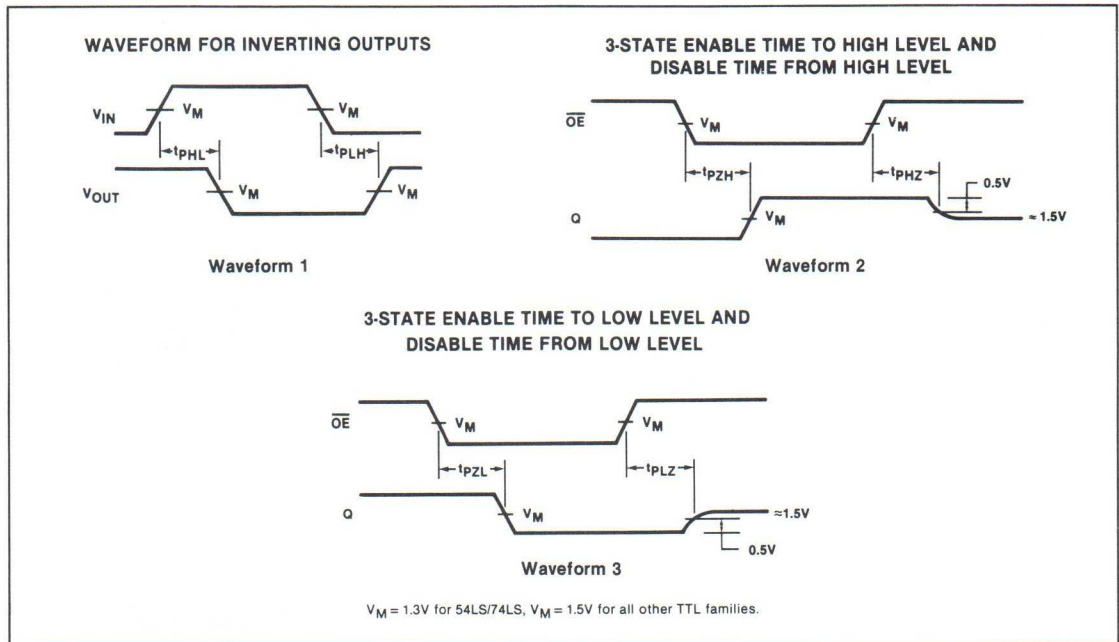 WAVEFORM FOR INVERTING OUTPUTS
VIN
VM
VM
tPHL
tPLH
VOUT
VM
VM
Waveform 1
3-STATE ENABLE TIME TO HIGH LEVEL AND
DISABLE TIME FROM HIGH LEVEL
OE
VM
VM
tPZH
tPHZ
0.5V
Q
VM
≈1.5V
Waveform 2
3-STATE ENABLE TIME TO LOW LEVEL AND
DISABLE TIME FROM LOW LEVEL
OE
VM
VM
tPZL
tPLZ
Q
VM
≈1.5V
0.5V
Waveform 3
VM = 1.3V for 54LS/74LS, VM = 1.5V for all other TTL families.